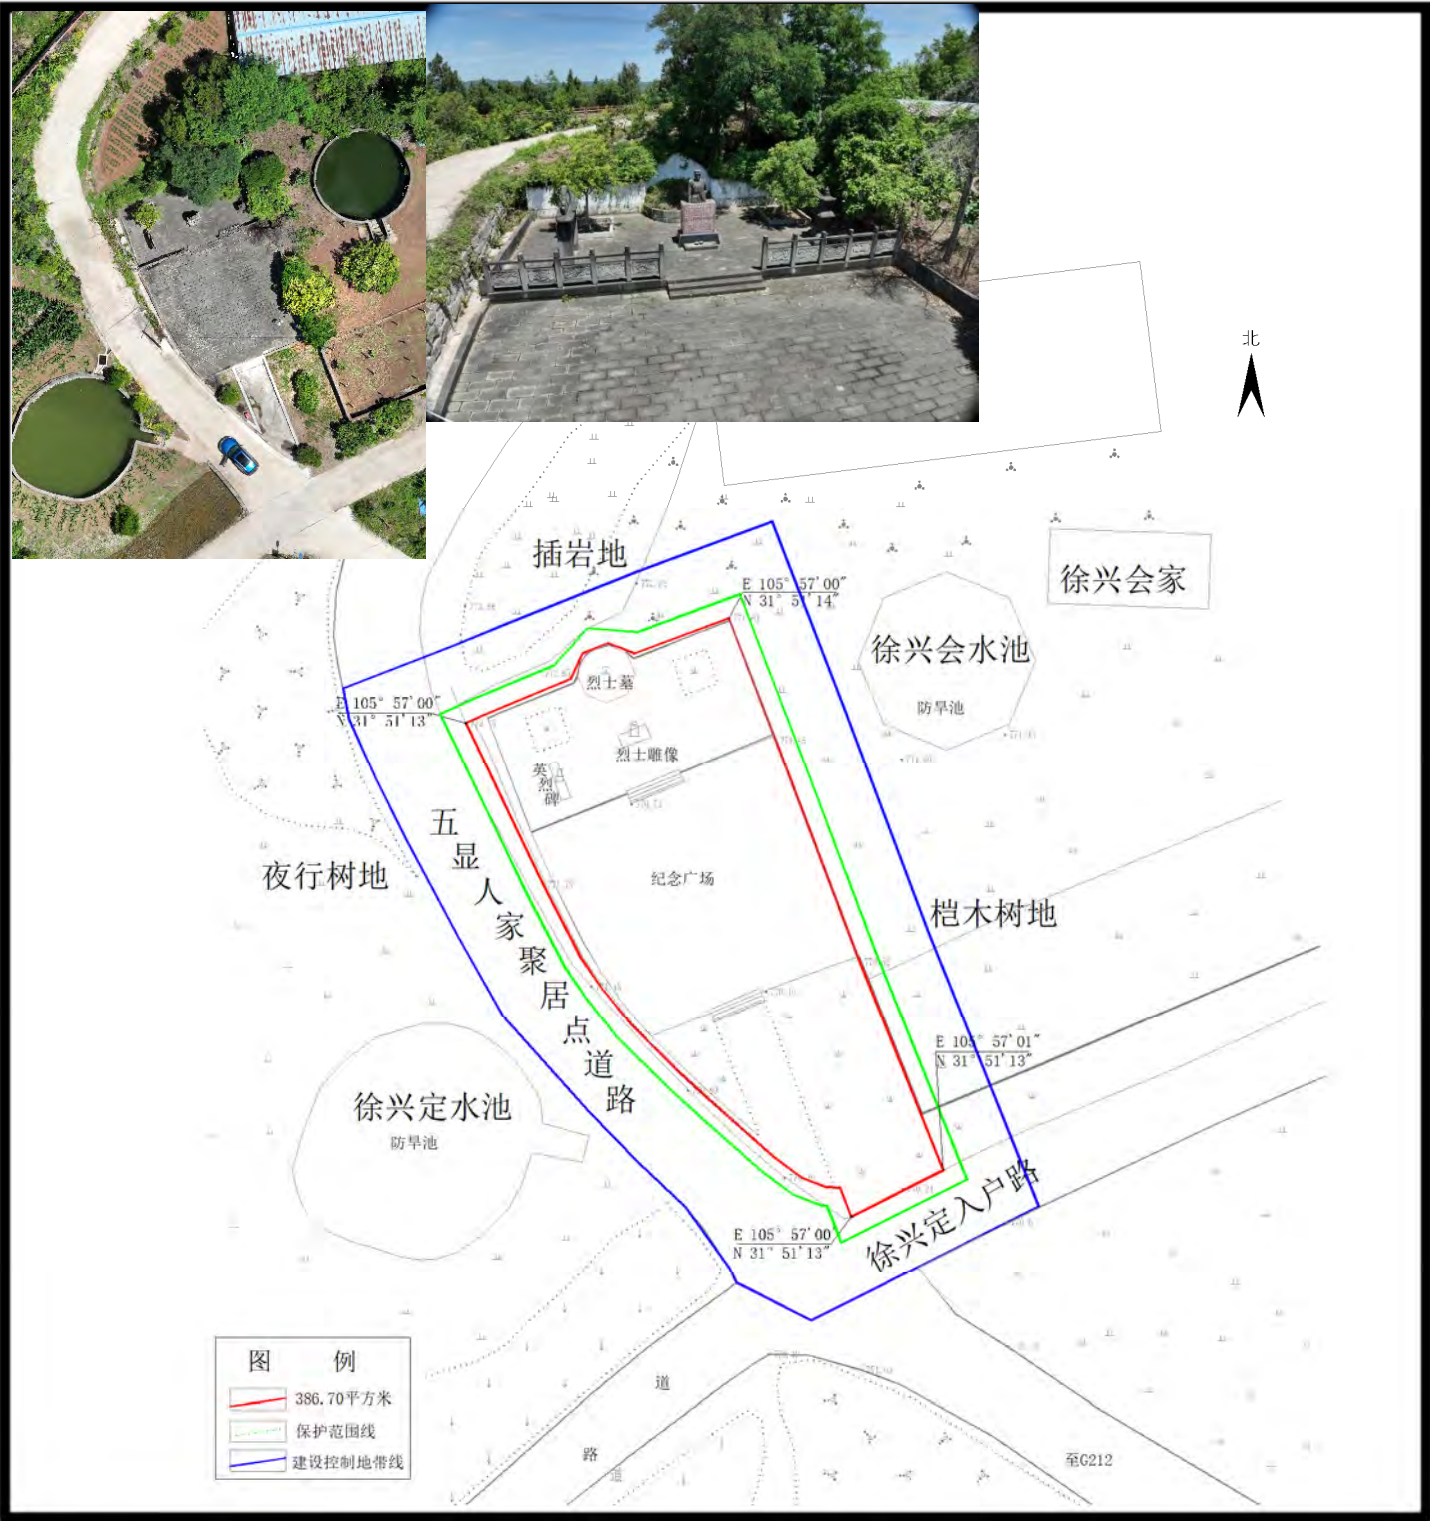 北
插岩地
E 105° 57′00″
N 31° 51′14″
徐兴会家
徐兴会水池
防旱池
E 105° 57′00″
N 31° 51′13″
烈士墓
烈士雕像
英烈碑
五显人家聚居点道路
夜行树地
纪念广场
桤木树地
E 105° 57′01″
N 31° 51′13″
徐兴定水池
防旱池
徐兴定入户路
E 105° 57′00
N 31° 51′13″
图 例
386.70平方米
保护范围线
建设控制地带线
道
路
道
至G212